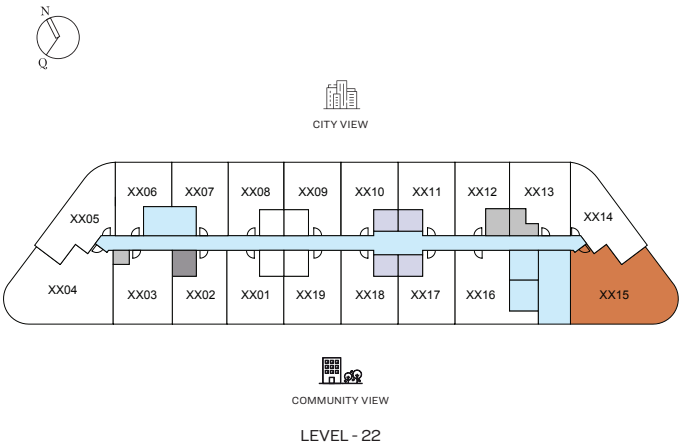 N
Q
CITY VIEW
XX06 XX07 XX08 XX09 XX10 XX11 XX12 XX13
XX05 XX14
XX04 XX03 XX02 XX01 XX19 XX18 XX17 XX16 XX15
COMMUNITY VIEW
LEVEL - 22